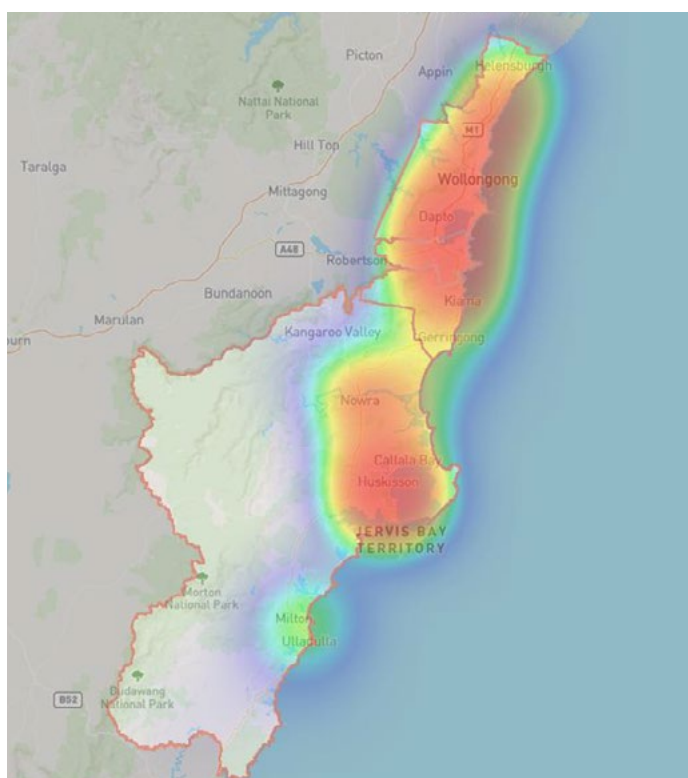 Picton
Helensburgh
Appin
Nattai National
Park
M1
Hill Top
Taralga
Wollongong
Mittagong
Dapto
A48
Robertson
Bundanoon
Kiama
Marulan
Kangaroo Valley
Gerringong
burn
Nowra
Callala Bay
Huskisson
JERVIS BAY
TERRITORY
Morton
National Park
Milton
Ulladulla
Budawang
National Park
B52